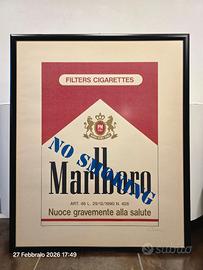 FILTERS CIGARETTES
NO SMOKING
Marlboro
ART. 46 L. 29/12/1990 N. 428
Nuoce gravemente alla salute
27 Febbraio 2026 17:49
Subito